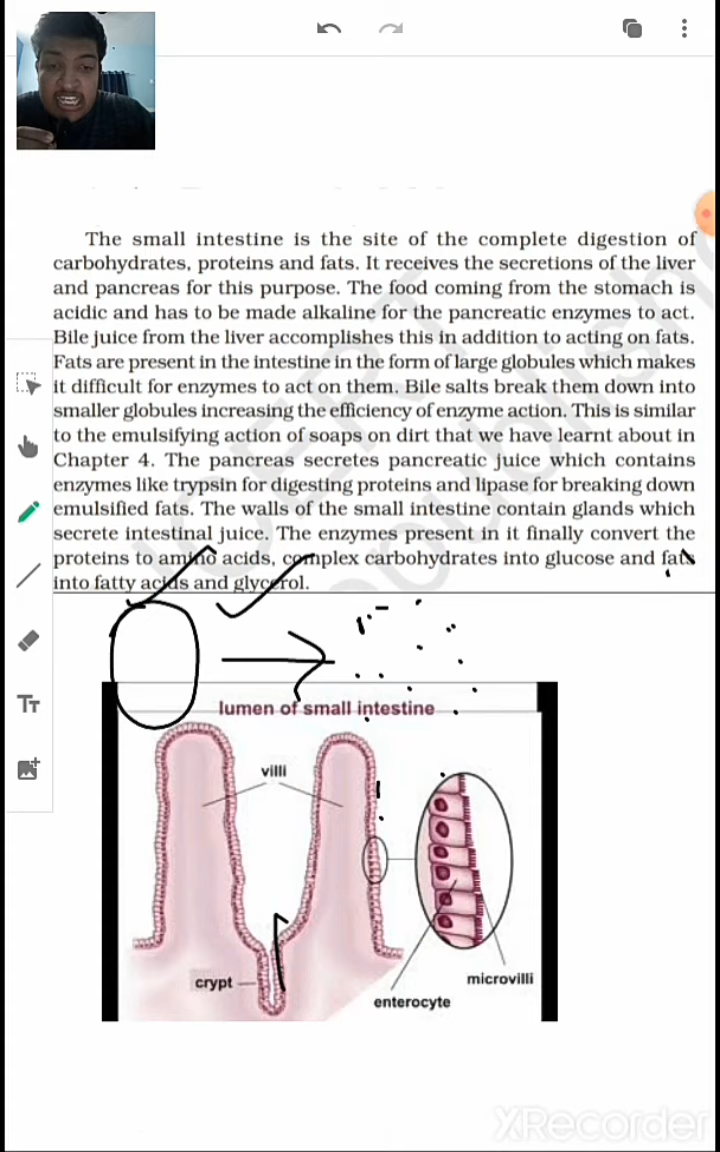 The small intestine is the site of the complete digestion of
carbohydrates, proteins and fats. It receives the secretions of the liver
and pancreas for this purpose. The food coming from the stomach is
acidic and has to be made alkaline for the pancreatic enzymes to act.
Bile juice from the liver accomplishes this in addition to acting on fats.
Fats are present in the intestine in the form of large globules which makes
it difficult for enzymes to act on them. Bile salts break them down into
smaller globules increasing the efficiency of enzyme action. This is similar
to the emulsifying action of soaps on dirt that we have learnt about in
Chapter 4. The pancreas secretes pancreatic juice which contains
enzymes like trypsin for digesting proteins and lipase for breaking down
emulsified fats. The walls of the small intestine contain glands which
secrete intestinal juice. The enzymes present in it finally convert the
proteins to amino acids, complex carbohydrates into glucose and fats
into fatty acids and glycerol.
lumen of small intestine
villi
crypt
microvilli
enterocyte
Tт
XRecorder